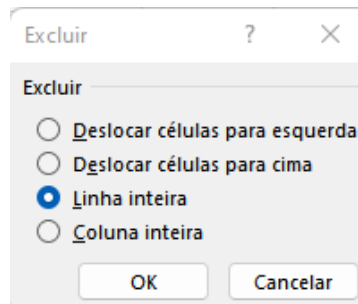 Excluir ?
Excluir
Deslocar células para esquerda
Deslocar células para cima
Linha inteira
Coluna inteira
OK Cancelar